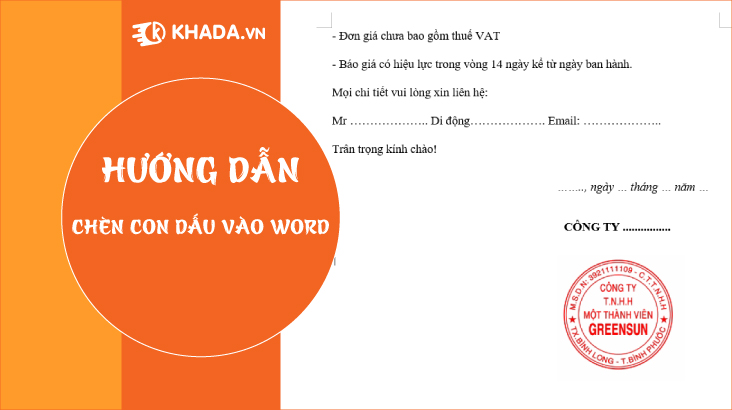 KHADA.VN
HƯỚNG DẪN
CHÈN CON DẤU VÀO WORD
- Đơn giá chưa bao gồm thuế VAT
- Báo giá có hiệu lực trong vòng 14 ngày kể từ ngày ban hành.
Mọi chi tiết vui lòng xin liên hệ:
Mr ……………….. Di động………………. Email: ………………..
Trân trọng kính chào!
…….., ngày … tháng … năm …
CÔNG TY ................
M.S.D.N: 3921111109 - C.T.T.N.H.H
CÔNG TY
T.N.H.H
MỘT THÀNH VIÊN
GREENSUN
TX.BÌNH LONG - T.BÌNH PHƯỚC